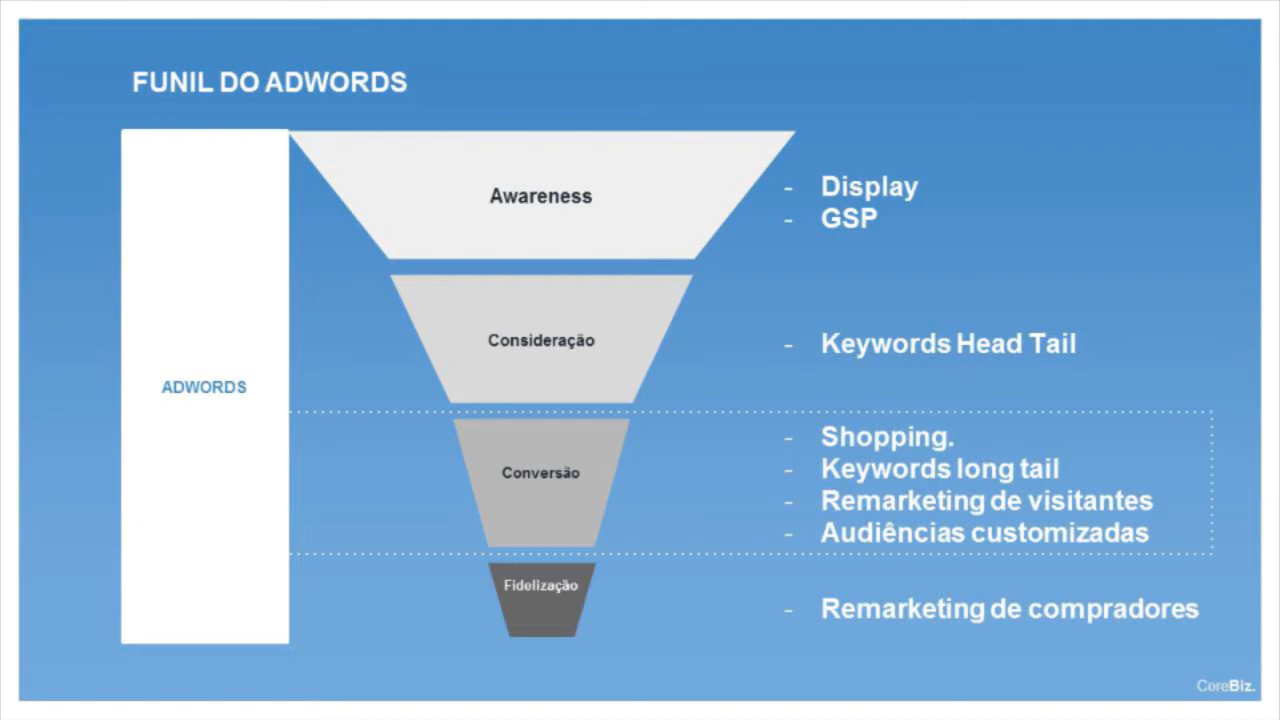 FUNIL DO ADWORDS
ADWORDS
Awareness
- Display
- GSP
Consideração
- Keywords Head Tail
Conversão
- Shopping.
- Keywords long tail
- Remarketing de visitantes
- Audiências customizadas
Fidelização
- Remarketing de compradores
CoreBiz.